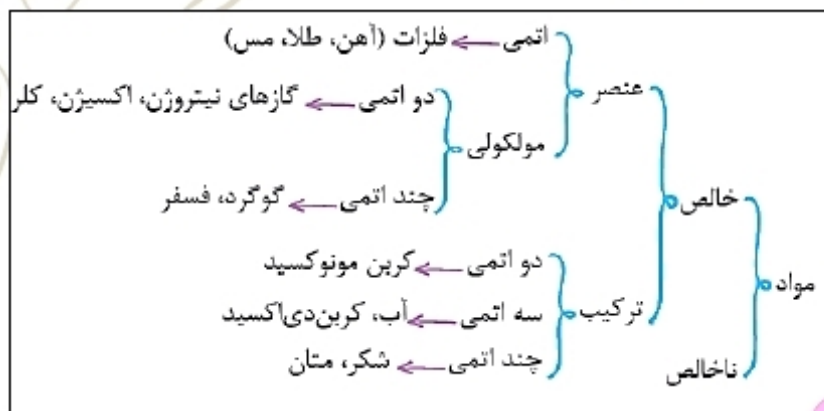 اتمی ← فلزات (آهن، طلا، مس)
عنصر
دو اتمی ← گازهای نیتروژن، اکسیژن، کلر
مولکولی
چند اتمی ← گوگرد، فسفر
خالص
دو اتمی ← کربن مونوکسید
مواد
ترکیب
سه اتمی ← آب، کربن‌دی‌اکسید
چند اتمی ← شکر، متان
ناخالص